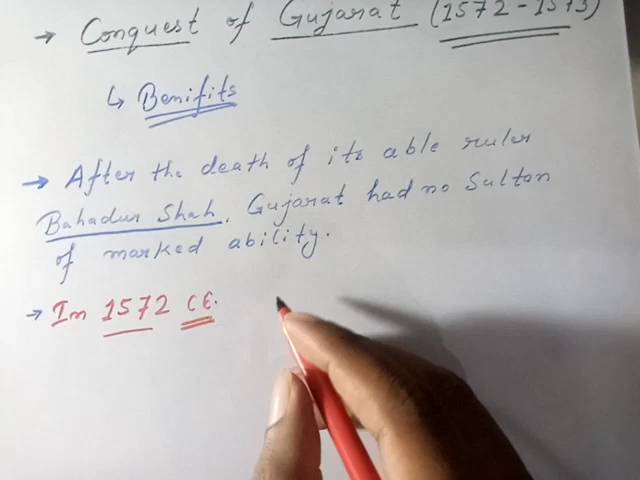 → Conquest of Gujarat (1572-1573)
↳ Benifits
→ After the death of its able ruler
Bahadur Shah, Gujarat had no Sultan
of marked ability.
→ In 1572 CE.